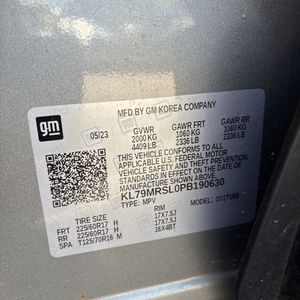 gm
MFD BY GM KOREA COMPANY
05/23 GVWR GAWR FRT GAWR RR
2000 KG 1060 KG 1060 KG
4409 LB 2336 LB 2336 LB
THIS VEHICLE CONFORMS TO ALL APPLICABLE
U.S. FEDERAL MOTOR VEHICLE SAFETY
AND THEFT PREVENTION STANDARDS
IN EFFECT ON THE DATE OF
MANUFACTURE SHOWN ABOVE.
KL79MRSL0PB190630
TYPE: MPV MODEL:
TIRE SIZE RIM
FRT 225/60R17 H 17X7.5J
RR 225/60R17 H 17X7.5J
SPA T125/70R16 M 16X4BT